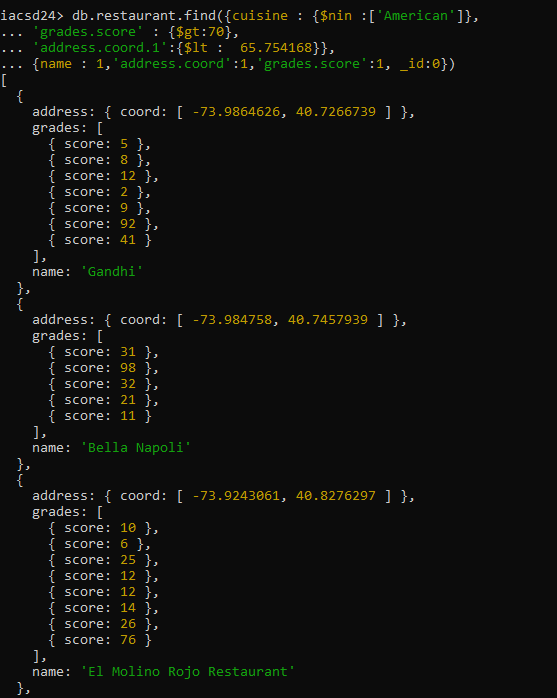 iacsd24> db.restaurant.find({cuisine : {$nin :['American']},
... 'grades.score' : {$gt:70},
... 'address.coord.1':{$lt :  65.754168}},
... {name : 1,'address.coord':1,'grades.score':1, _id:0})
[
  {
    address: { coord: [ -73.9864626, 40.7266739 ] },
    grades: [
      { score: 5 },
      { score: 8 },
      { score: 12 },
      { score: 2 },
      { score: 9 },
      { score: 92 },
      { score: 41 }
    ],
    name: 'Gandhi'
  },
  {
    address: { coord: [ -73.984758, 40.7457939 ] },
    grades: [
      { score: 31 },
      { score: 98 },
      { score: 32 },
      { score: 21 },
      { score: 11 }
    ],
    name: 'Bella Napoli'
  },
  {
    address: { coord: [ -73.9243061, 40.8276297 ] },
    grades: [
      { score: 10 },
      { score: 6 },
      { score: 25 },
      { score: 12 },
      { score: 12 },
      { score: 14 },
      { score: 26 },
      { score: 76 }
    ],
    name: 'El Molino Rojo Restaurant'
  },